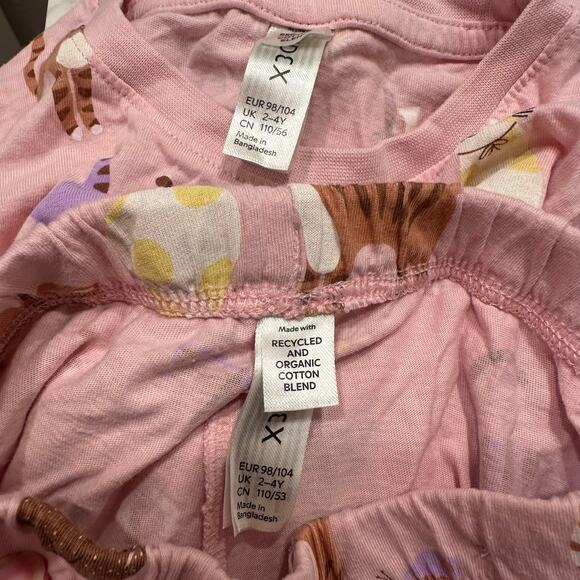 EUR 98/104
UK 2-4Y
CN 110/56
Made in
Bangladesh
Made with
RECYCLED
AND
ORGANIC
COTTON
BLEND
EUR 98/104
UK 2-4Y
CN 110/53
Made in
Bangladesh